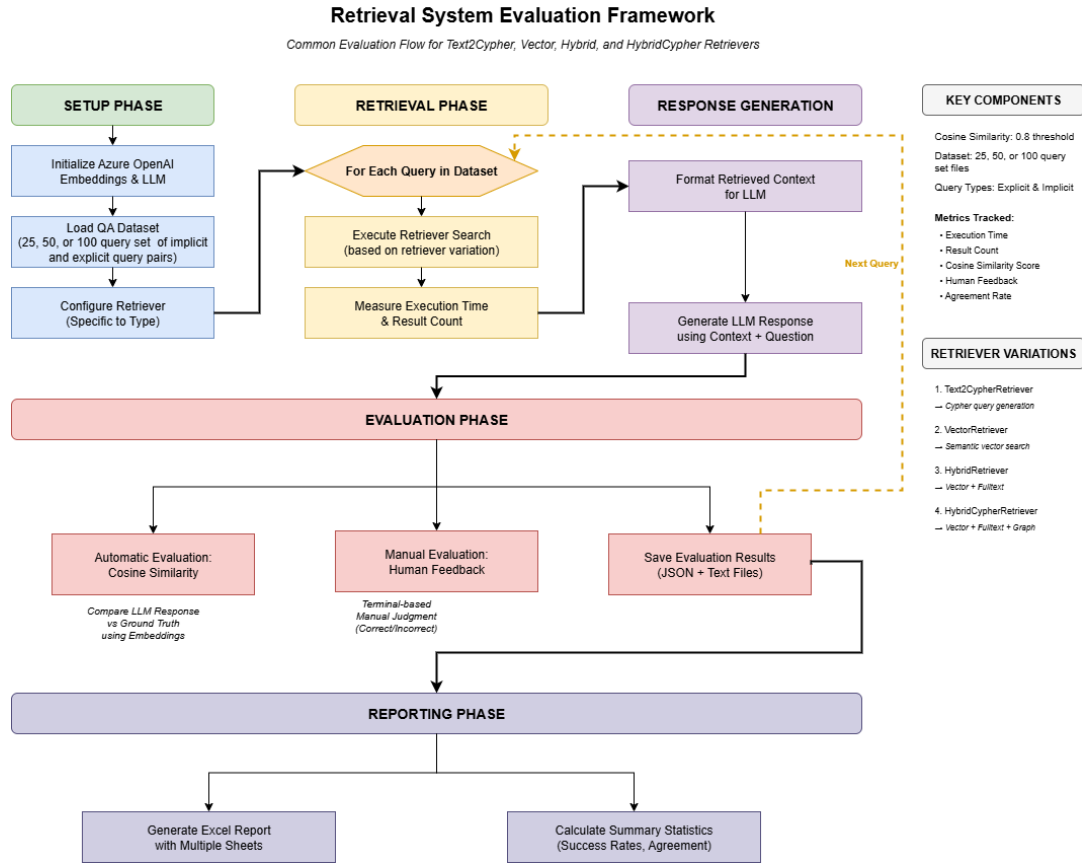 Retrieval System Evaluation Framework
Common Evaluation Flow for Text2Cypher, Vector, Hybrid, and HybridCypher Retrievers
SETUP PHASE
Initialize Azure OpenAI
Embeddings & LLM
Load QA Dataset
(25, 50, or 100 query set of implicit
and explicit query pairs)
Configure Retriever
(Specific to Type)
RETRIEVAL PHASE
For Each Query in Dataset
Execute Retriever Search
(based on retriever variation)
Measure Execution Time
& Result Count
RESPONSE GENERATION
Format Retrieved Context
for LLM
Generate LLM Response
using Context + Question
Next Query
EVALUATION PHASE
Automatic Evaluation:
Cosine Similarity
Compare LLM Response
vs Ground Truth
using Embeddings
Manual Evaluation:
Human Feedback
Terminal-based
Manual Judgment
(Correct/Incorrect)
Save Evaluation Results
(JSON + Text Files)
REPORTING PHASE
Generate Excel Report
with Multiple Sheets
Calculate Summary Statistics
(Success Rates, Agreement)
KEY COMPONENTS
Cosine Similarity: 0.8 threshold
Dataset: 25, 50, or 100 query
set files
Query Types: Explicit & Implicit
Metrics Tracked:
• Execution Time
• Result Count
• Cosine Similarity Score
• Human Feedback
• Agreement Rate
RETRIEVER VARIATIONS
1. Text2CypherRetriever
→ Cypher query generation
2. VectorRetriever
→ Semantic vector search
3. HybridRetriever
→ Vector + Fulltext
4. HybridCypherRetriever
→ Vector + Fulltext + Graph